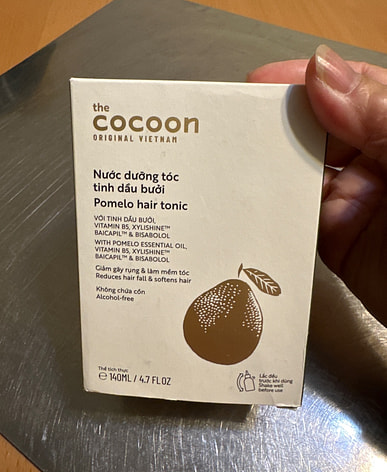 the
cocoon
ORIGINAL VIETNAM
Nước dưỡng tóc
tinh dầu bưởi
Pomelo hair tonic
VỚI TINH DẦU BƯỞI,
VITAMIN B5, XYLISHINE™
BAICAPIL™ & BISABOLOL
WITH POMELO ESSENTIAL OIL,
VITAMIN B5, XYLISHINE™
BAICAPIL™ & BISABOLOL
Giảm gãy rụng & làm mềm tóc
Reduces hair fall & softens hair
Không chứa cồn
Alcohol-free
Thể tích thực
℮ 140ML / 4.7 FL OZ
Lắc đều
trước khi dùng
Shake well
before use